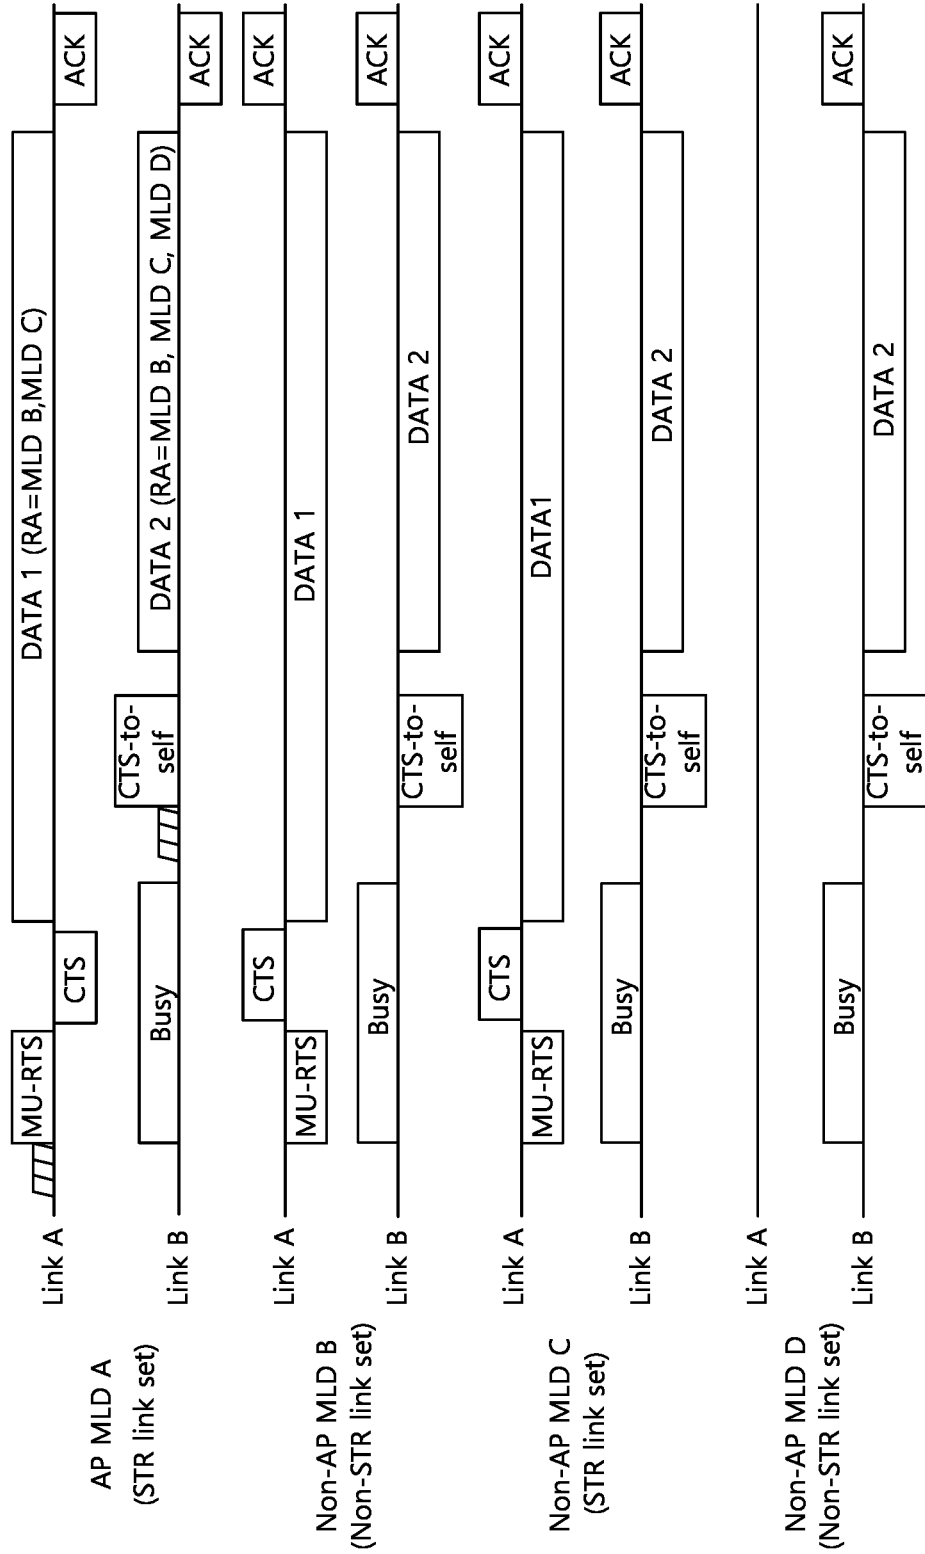 AP MLD A
(STR link set)
Link A
MU-RTS
CTS
DATA 1 (RA=MLD B,MLD C)
ACK
Link B
Busy
CTS-to-
self
DATA 2 (RA=MLD B, MLD C, MLD D)
ACK
Non-AP MLD B
(Non-STR link set)
Link A
MU-RTS
CTS
DATA 1
ACK
Link B
Busy
CTS-to-
self
DATA 2
ACK
Non-AP MLD C
(STR link set)
Link A
MU-RTS
CTS
DATA1
ACK
Link B
Busy
CTS-to-
self
DATA 2
ACK
Non-AP MLD D
(Non-STR link set)
Link A
Link B
Busy
CTS-to-
self
DATA 2
ACK